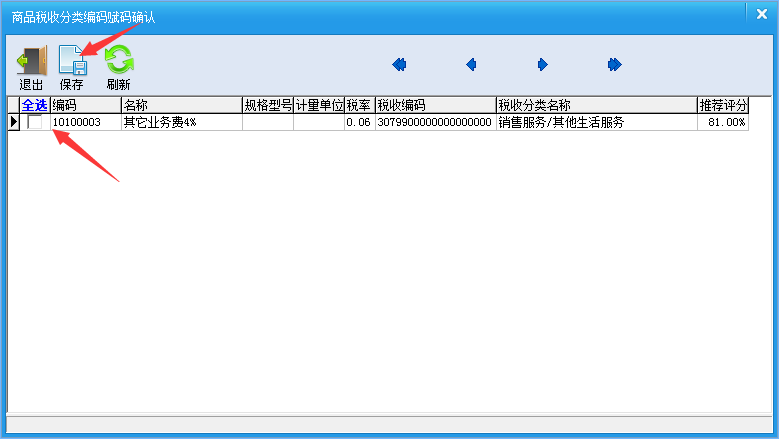 商品税收分类编码赋码确认
退出 保存 刷新
全选 编码 名称 规格型号 计量单位 税率 税收编码 税收分类名称 推荐评分
10100003 其它业务费4% 0.06 3079900000000000000 销售服务/其他生活服务 81.00%